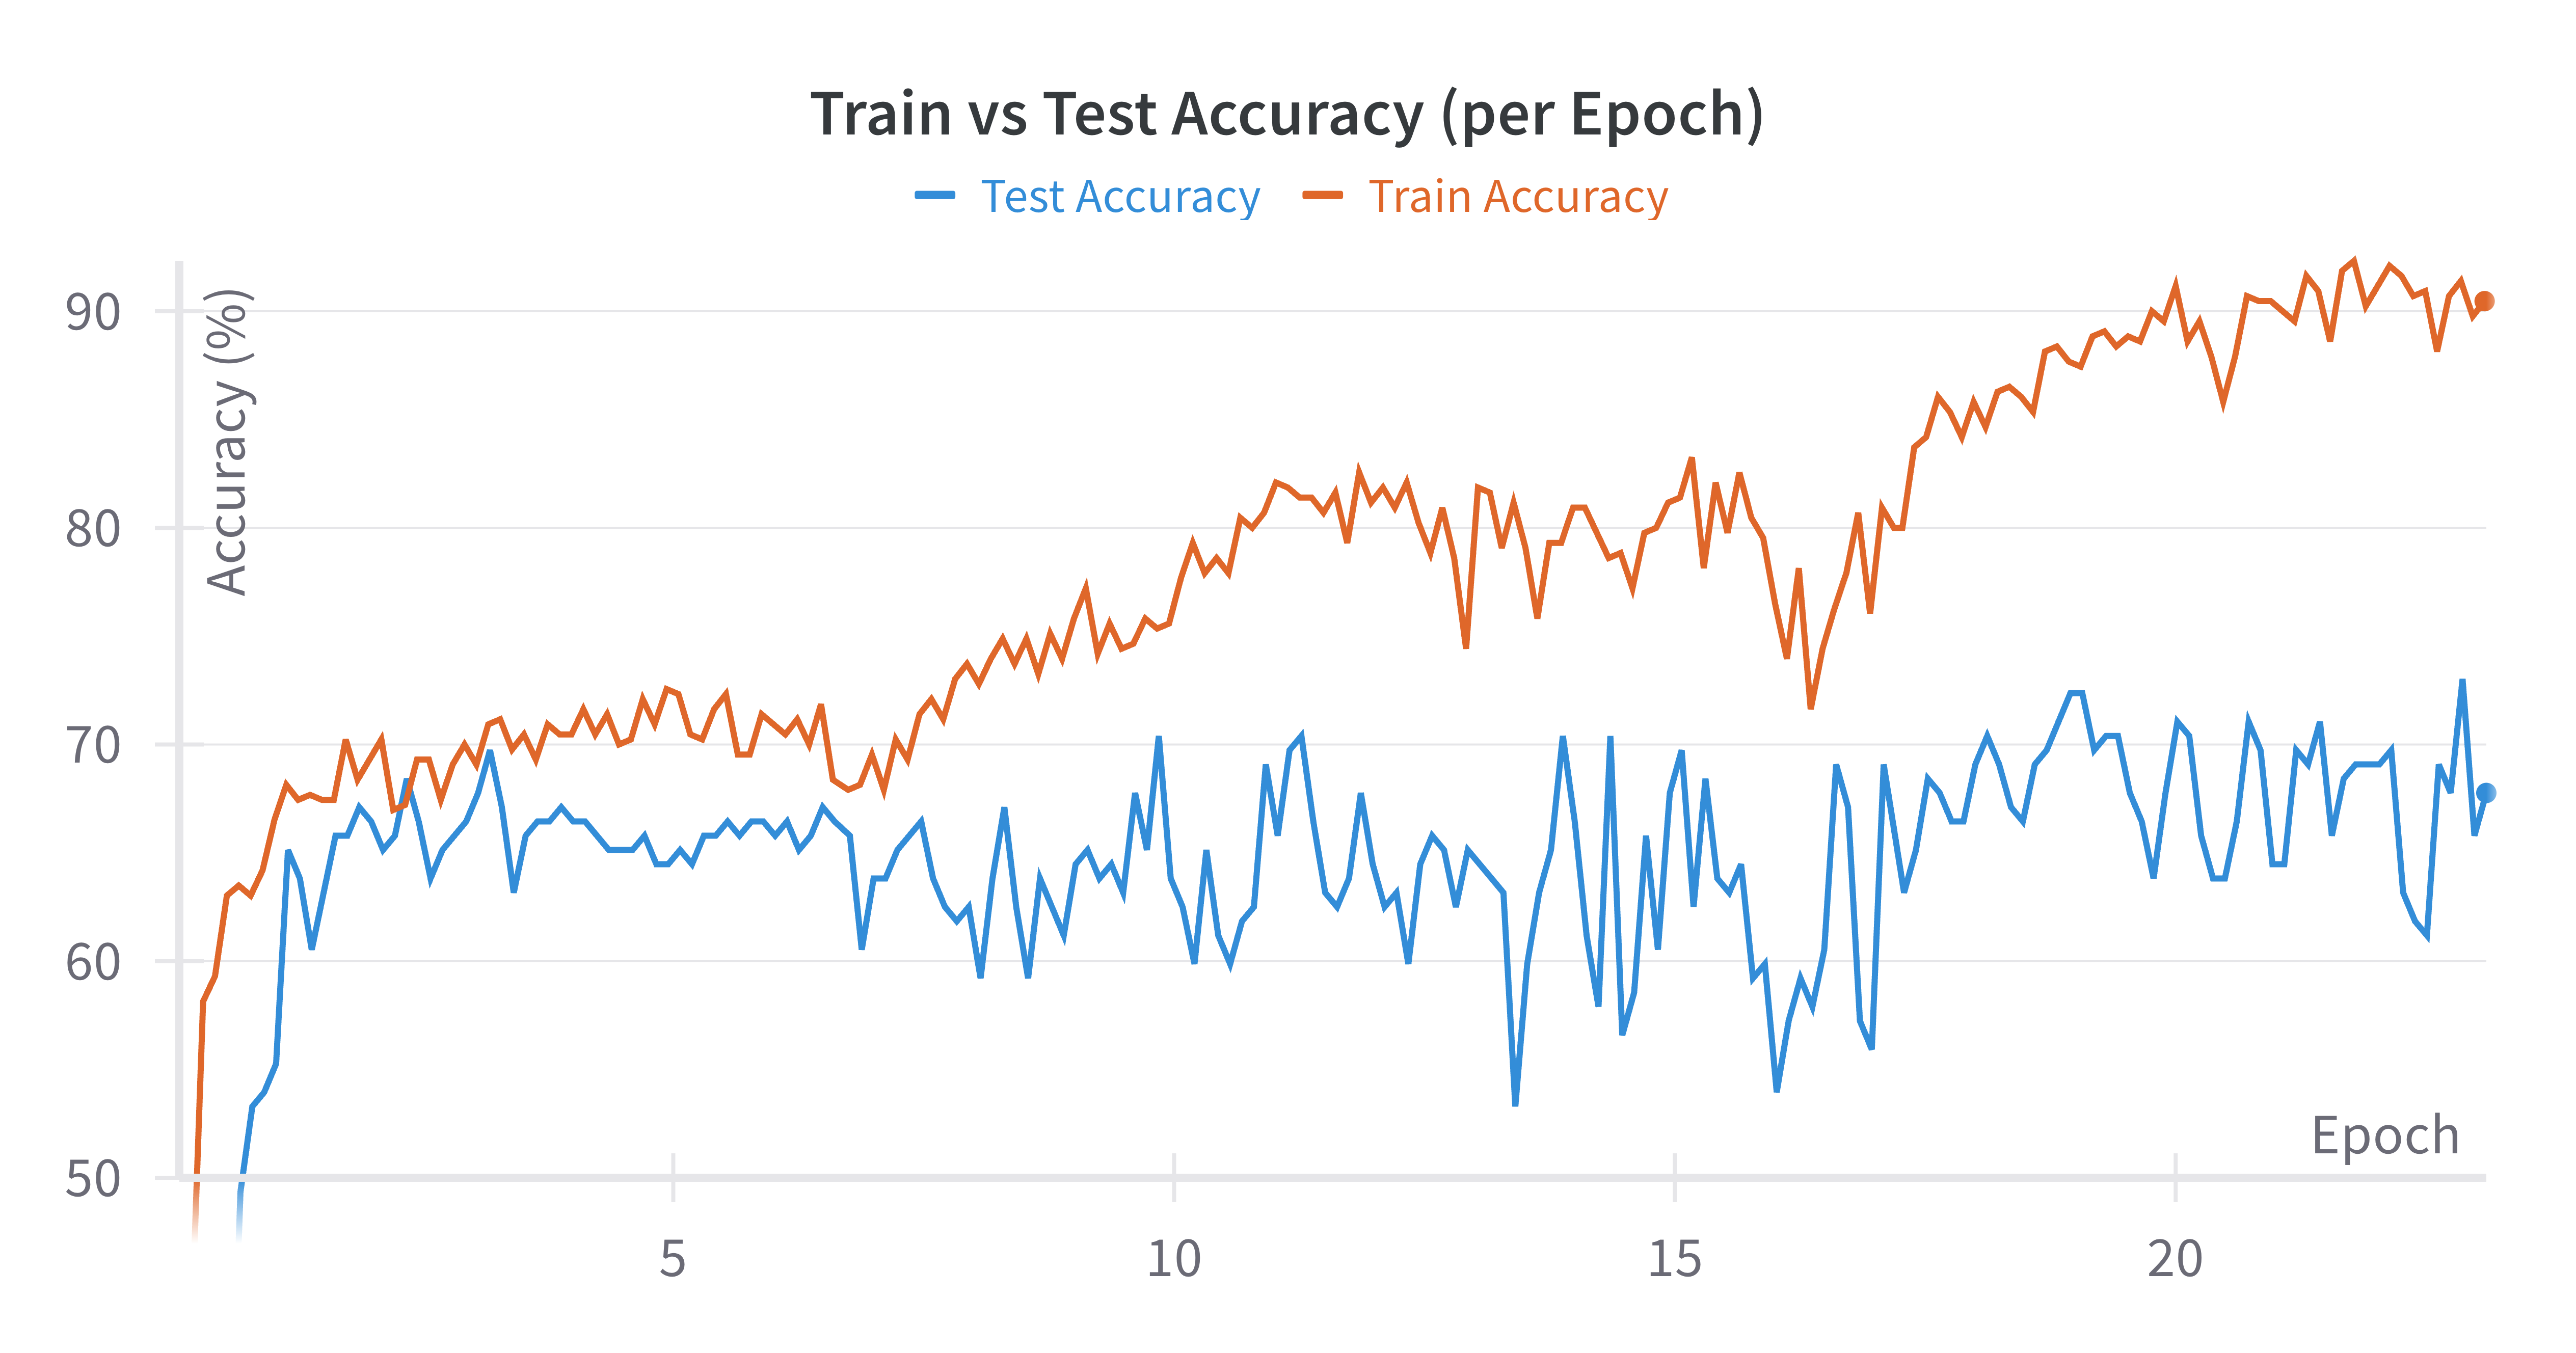 Train vs Test Accuracy (per Epoch)
Test Accuracy Train Accuracy
Accuracy (%)
90
80
70
60
50
Epoch
5 10 15 20